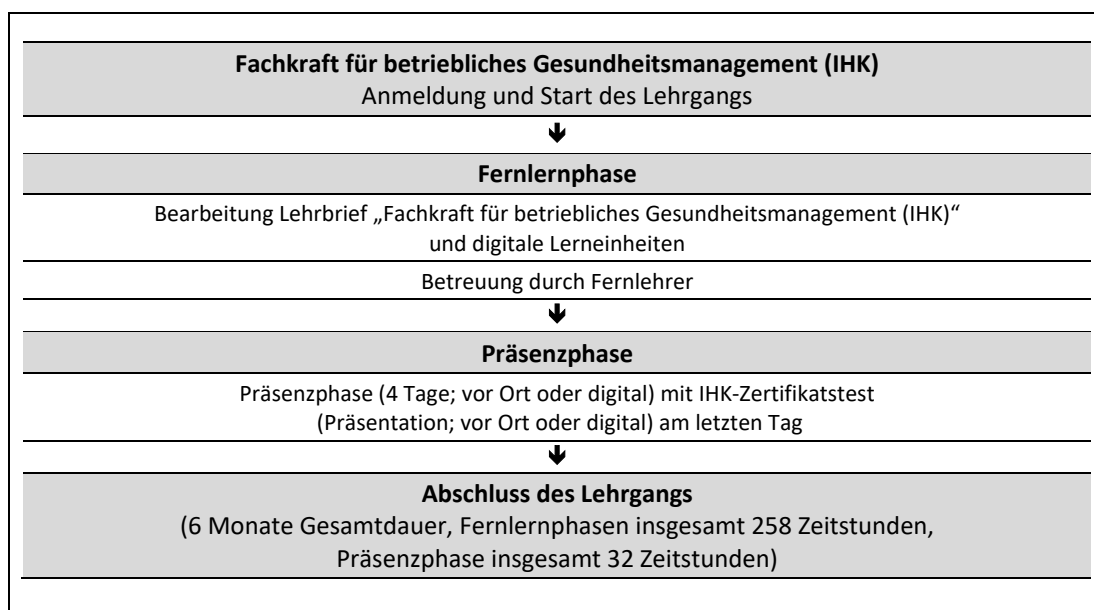 Fachkraft für betriebliches Gesundheitsmanagement (IHK)
Anmeldung und Start des Lehrgangs
Fernlernphase
Bearbeitung Lehrbrief „Fachkraft für betriebliches Gesundheitsmanagement (IHK)“
und digitale Lerneinheiten
Betreuung durch Fernlehrer
Präsenzphase
Präsenzphase (4 Tage; vor Ort oder digital) mit IHK-Zertifikatstest
(Präsentation; vor Ort oder digital) am letzten Tag
Abschluss des Lehrgangs
(6 Monate Gesamtdauer, Fernlernphasen insgesamt 258 Zeitstunden,
Präsenzphase insgesamt 32 Zeitstunden)